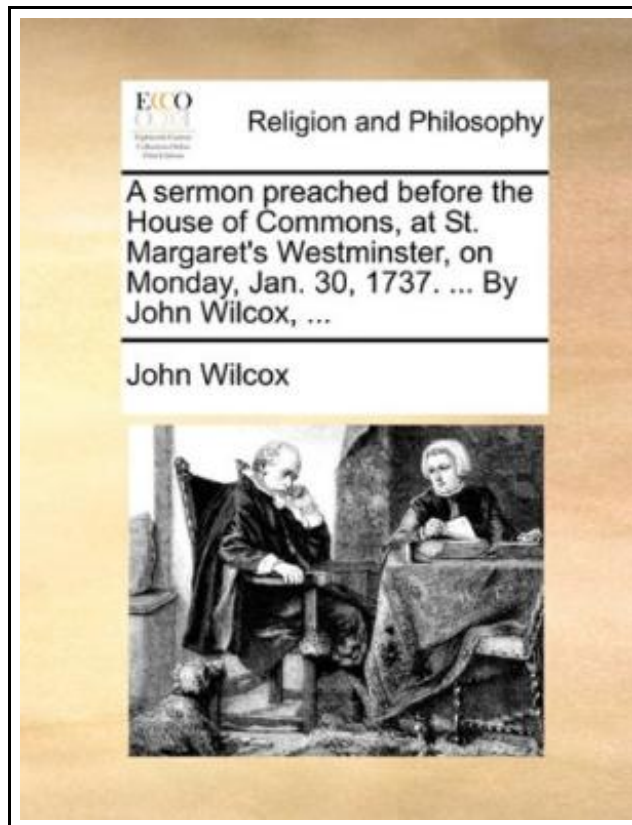 ECCO
Religion and Philosophy
A sermon preached before the
House of Commons, at St.
Margaret's Westminster, on
Monday, Jan. 30, 1737. ... By
John Wilcox, ...
John Wilcox